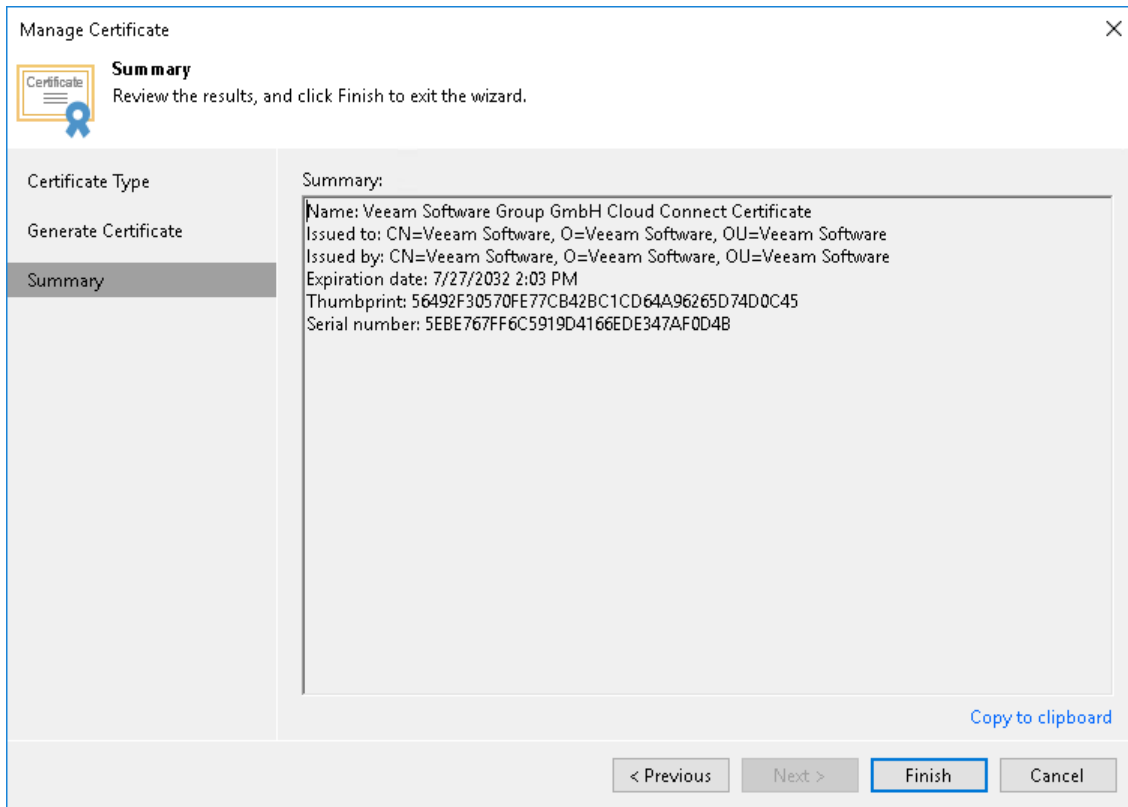 Manage Certificate
Certificate
Summary
Review the results, and click Finish to exit the wizard.
Certificate Type
Generate Certificate
Summary
Summary:
Name: Veeam Software Group GmbH Cloud Connect Certificate
Issued to: CN=Veeam Software, O=Veeam Software, OU=Veeam Software
Issued by: CN=Veeam Software, O=Veeam Software, OU=Veeam Software
Expiration date: 7/27/2032 2:03 PM
Thumbprint: 56492F30570FE77CB42BC1CD64A96265D74D0C45
Serial number: 5EBE767FF6C5919D4166EDE347AF0D4B
Copy to clipboard
< Previous
Next >
Finish
Cancel